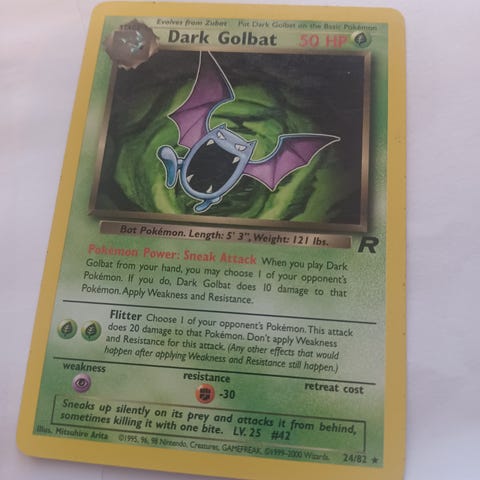 Evolves from Zubat Put Dark Golbat on the Basic Pokémon
Dark Golbat 50 HP
Bat Pokémon. Length: 5' 3", Weight: 121 lbs.
R
Pokémon Power: Sneak Attack When you play Dark
Golbat from your hand, you may choose 1 of your opponent's
Pokémon. If you do, Dark Golbat does 10 damage to that
Pokémon. Apply Weakness and Resistance.
Flitter Choose 1 of your opponent's Pokémon. This attack
does 20 damage to that Pokémon. Don't apply Weakness
and Resistance for this attack. (Any other effects that would
happen after applying Weakness and Resistance still happen.)
weakness resistance retreat cost
-30
Sneaks up silently on its prey and attacks it from behind,
sometimes killing it with one bite. LV. 25 #42
Illus. Mitsuhiro Arita ©1995, 96, 98 Nintendo, Creatures, GAMEFREAK. ©1999-2000 Wizards. 24/82 ★